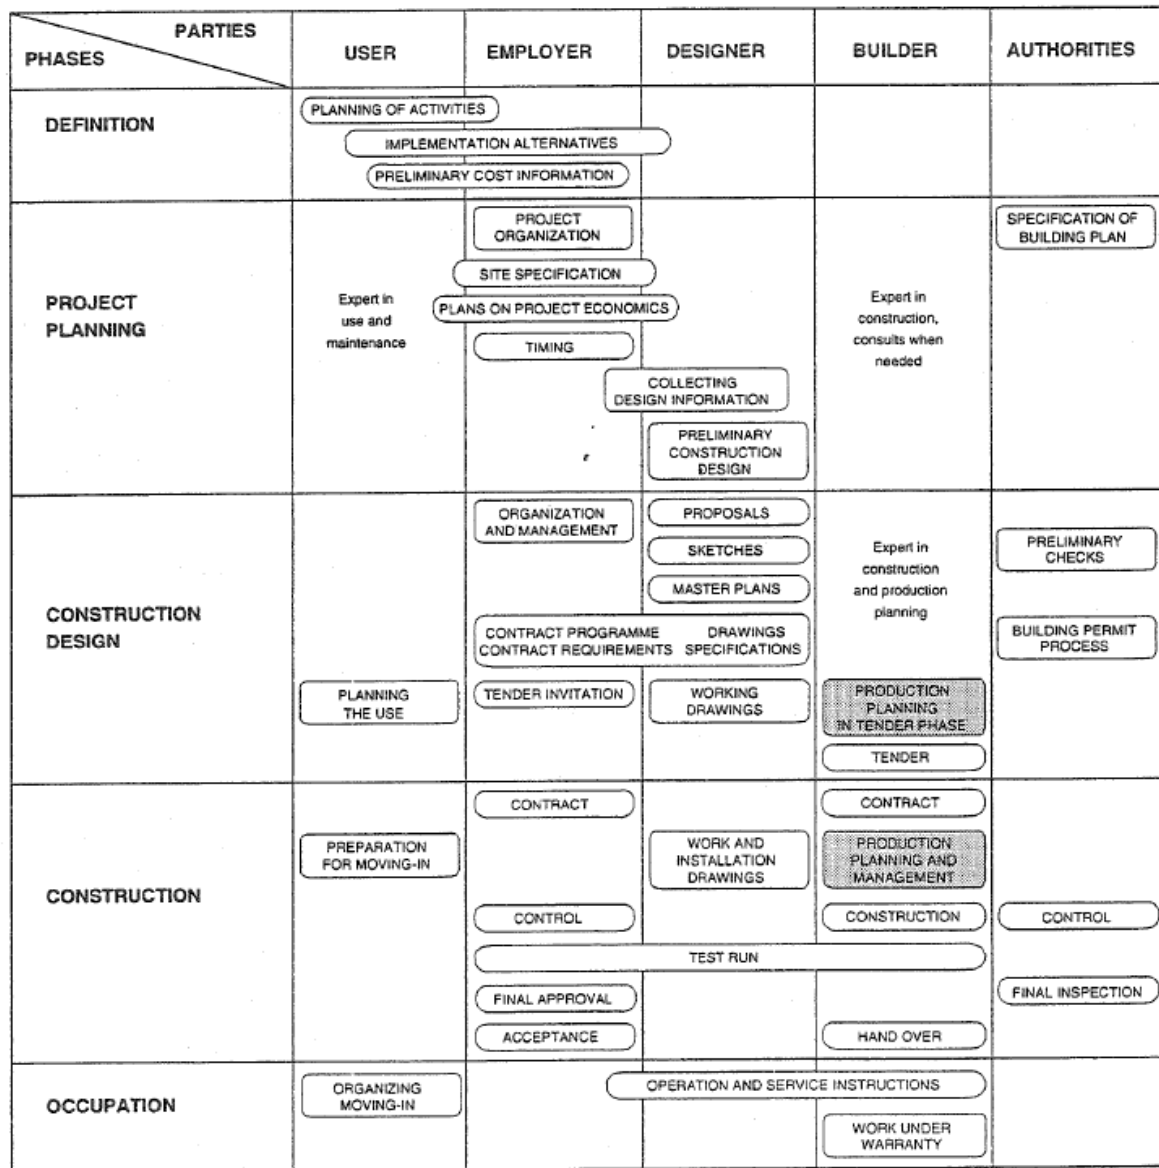 PARTIES
PHASES
USER
EMPLOYER
DESIGNER
BUILDER
AUTHORITIES
DEFINITION
PLANNING OF ACTIVITIES
IMPLEMENTATION ALTERNATIVES
PRELIMINARY COST INFORMATION
PROJECT
PLANNING
Expert in
use and
maintenance
PROJECT
ORGANIZATION
SITE SPECIFICATION
PLANS ON PROJECT ECONOMICS
TIMING
COLLECTING
DESIGN INFORMATION
PRELIMINARY
CONSTRUCTION
DESIGN
Expert in
construction,
consults when
needed
SPECIFICATION OF
BUILDING PLAN
CONSTRUCTION
DESIGN
PLANNING
THE USE
ORGANIZATION
AND MANAGEMENT
PROPOSALS
SKETCHES
MASTER PLANS
CONTRACT PROGRAMME DRAWINGS
CONTRACT REQUIREMENTS SPECIFICATIONS
TENDER INVITATION
WORKING
DRAWINGS
Expert in
construction
and production
planning
PRODUCTION
PLANNING
IN TENDER PHASE
TENDER
PRELIMINARY
CHECKS
BUILDING PERMIT
PROCESS
CONSTRUCTION
PREPARATION
FOR MOVING-IN
CONTRACT
CONTRACT
WORK AND
INSTALLATION
DRAWINGS
PRODUCTION
PLANNING AND
MANAGEMENT
CONTROL
CONSTRUCTION
CONTROL
TEST RUN
FINAL APPROVAL
FINAL INSPECTION
ACCEPTANCE
HAND OVER
OCCUPATION
ORGANIZING
MOVING-IN
OPERATION AND SERVICE INSTRUCTIONS
WORK UNDER
WARRANTY